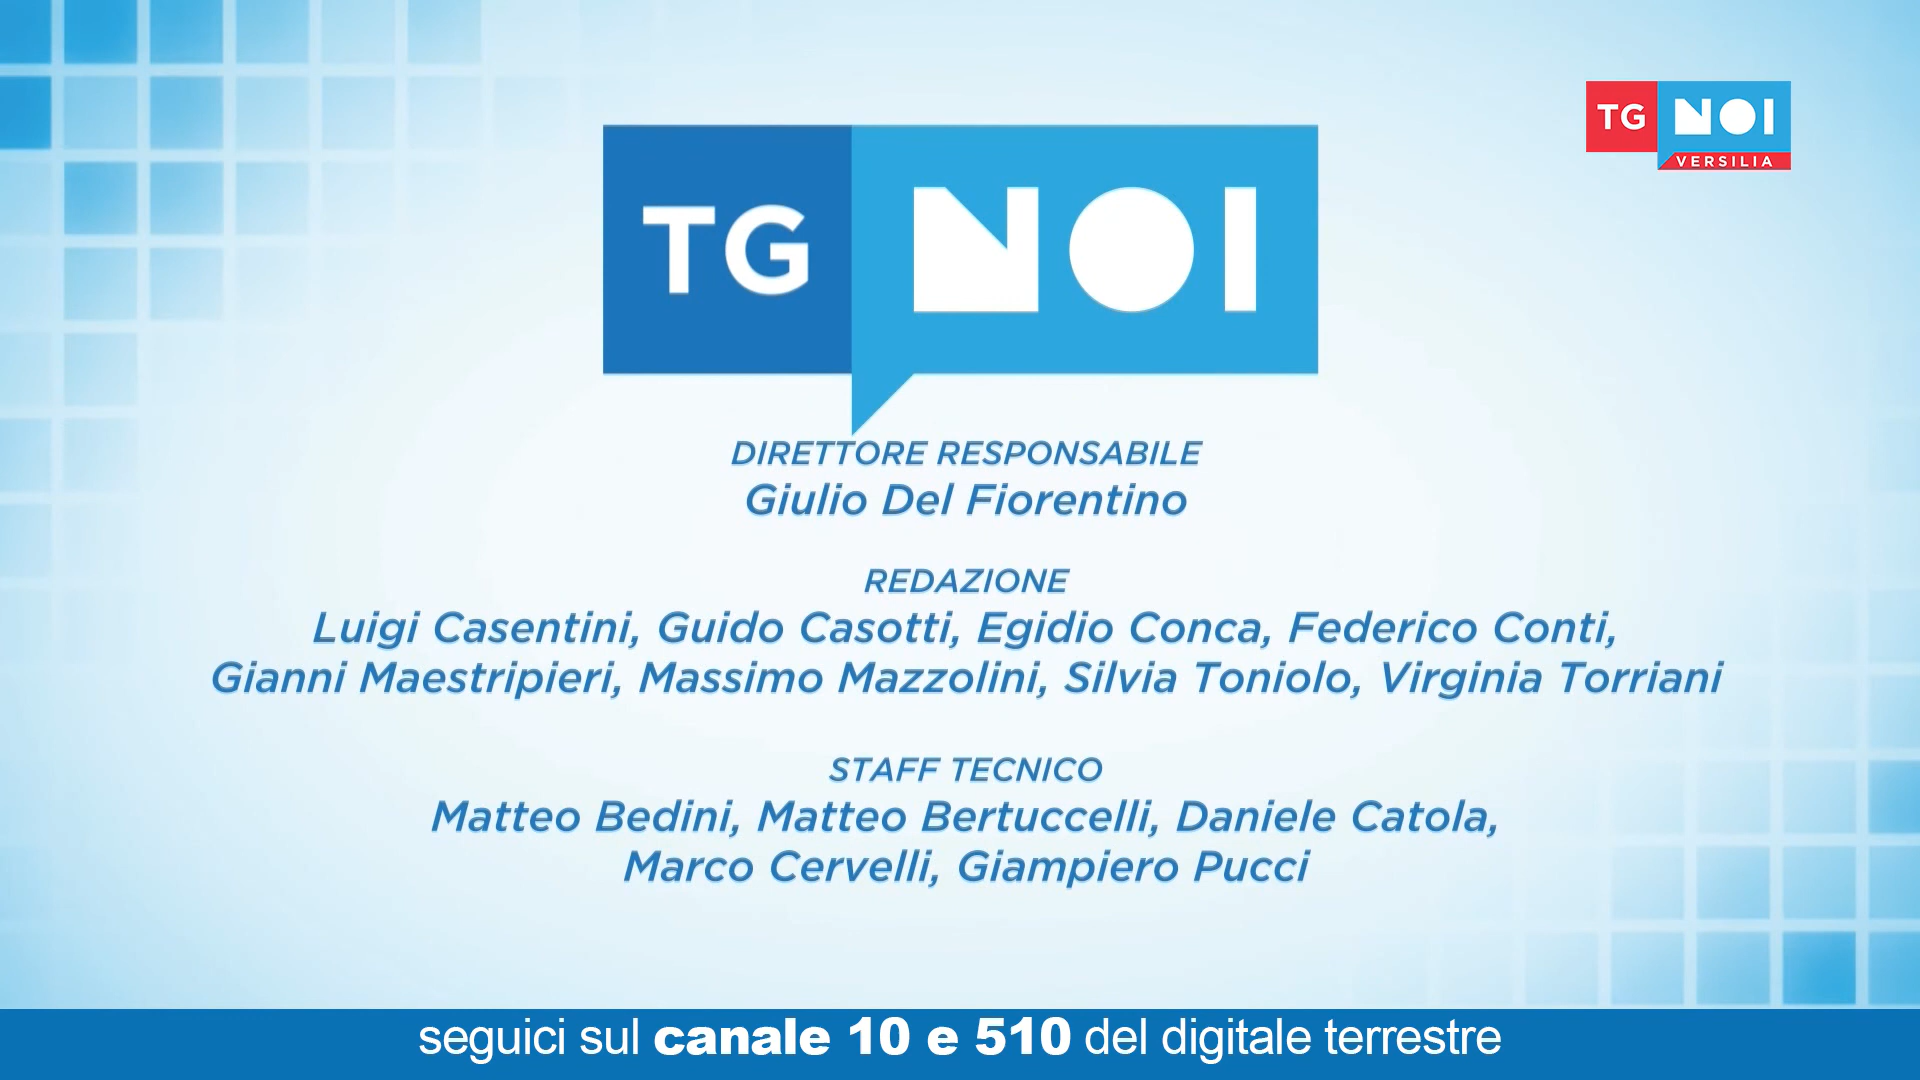 TG NOI
VERSILIA
TG NOI
DIRETTORE RESPONSABILE
Giulio Del Fiorentino
REDAZIONE
Luigi Casentini, Guido Casotti, Egidio Conca, Federico Conti,
Gianni Maestripieri, Massimo Mazzolini, Silvia Toniolo, Virginia Torriani
STAFF TECNICO
Matteo Bedini, Matteo Bertuccelli, Daniele Catola,
Marco Cervelli, Giampiero Pucci
seguici sul canale 10 e 510 del digitale terrestre